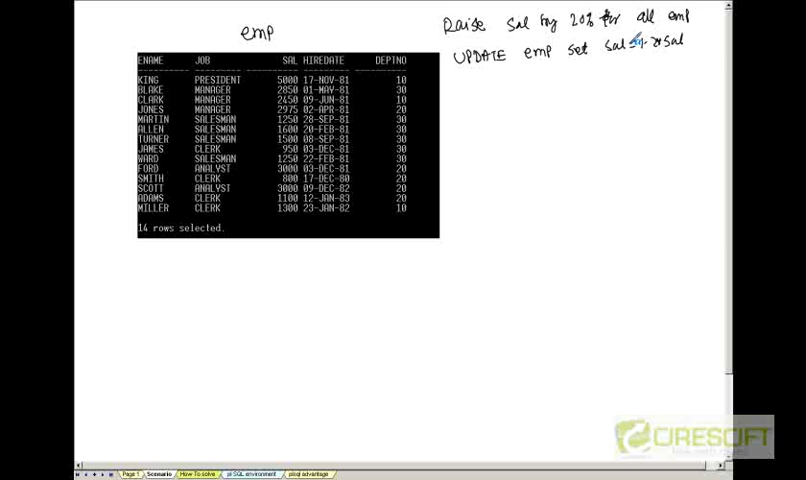 Raise sal by 20% for all emp
emp
UPDATE emp set sal
ENAME JOB SAL HIREDATE DEPTNO
KING PRESIDENT 5000 17-NOV-81 10
BLAKE MANAGER 2850 01-MAY-81 30
CLARK MANAGER 2450 09-JUN-81 10
JONES MANAGER 2975 02-APR-81 20
MARTIN SALESMAN 1250 28-SEP-81 30
ALLEN SALESMAN 1600 20-FEB-81 30
TURNER SALESMAN 1500 08-SEP-81 30
JAMES CLERK 950 03-DEC-81 30
WARD SALESMAN 1250 22-FEB-81 30
FORD ANALYST 3000 03-DEC-81 20
SMITH CLERK 800 17-DEC-80 20
SCOTT ANALYST 3000 09-DEC-82 20
ADAMS CLERK 1100 12-JAN-83 20
MILLER CLERK 1300 23-JAN-82 10
14 rows selected.
CIRESOFT
Page 1 Scenario How To solve pl SQL environment plsql advantage